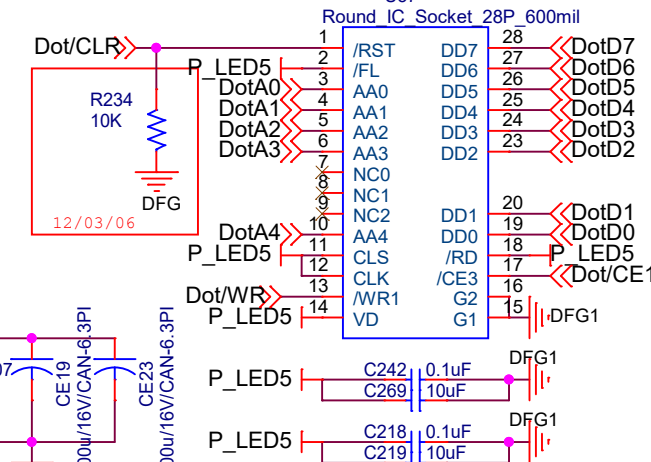 Round_IC_Socket_28P_600mil
Dot/CLR
1
/RST
DD7
28
DotD7
P_LED5
2
/FL
DD6
27
DotD6
DotA0
3
AA0
DD5
26
DotD5
R234
10K
DotA1
4
AA1
DD4
25
DotD4
DotA2
5
AA2
DD3
24
DotD3
DotA3
6
AA3
DD2
23
DotD2
7
NC0
8
NC1
DFG
9
NC2
DD1
20
DotD1
12/03/06
DotA4
10
AA4
DD0
19
DotD0
P_LED5
11
CLS
/RD
18
P_LED5
12
CLK
/CE3
17
Dot/CE1
Dot/WR
13
/WR1
G2
16
P_LED5
14
VD
G1
15
DFG1
CE19
00u/16V/CAN-6.3PI
CE23
00u/16V/CAN-6.3PI
P_LED5
C242
0.1uF
DFG1
C269
10uF
P_LED5
C218
0.1uF
DFG1
C219
10uF